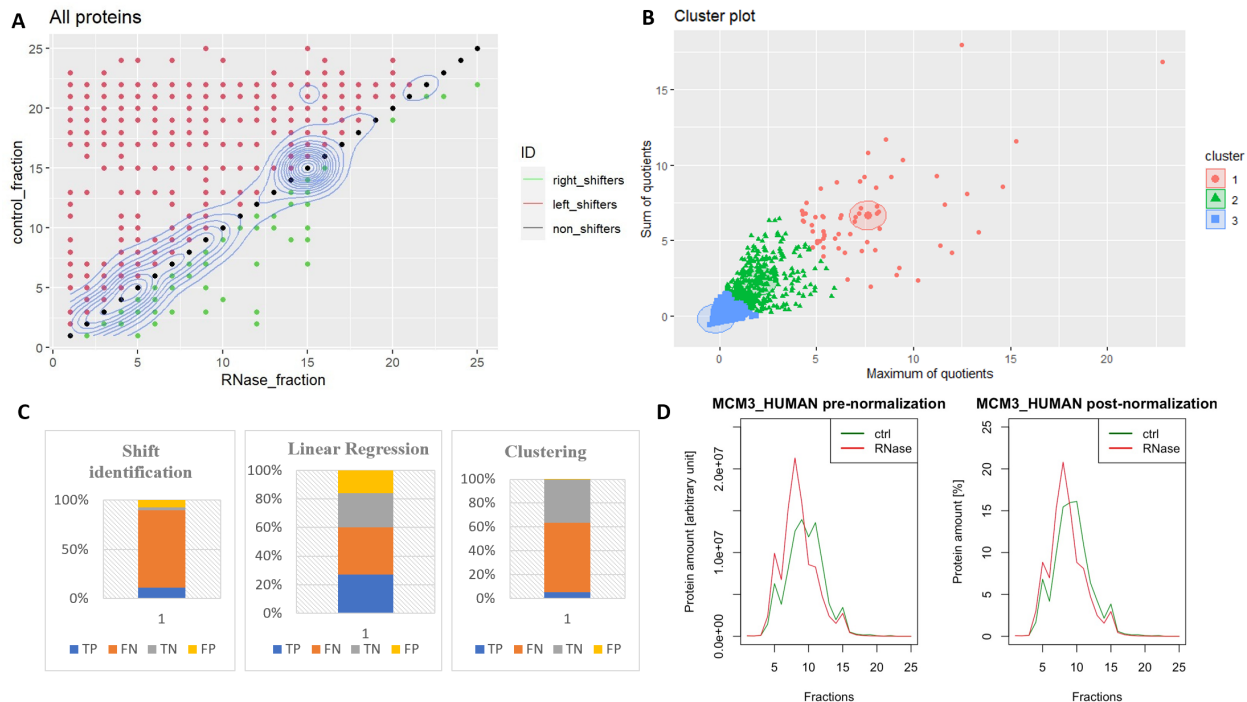 A
All proteins
25
20
15
10
5
0
0
5
10
15
20
25
control_fraction
RNase_fraction
ID
right_shifters
left_shifters
non_shifters
B
Cluster plot
15
10
5
0
0
5
10
15
20
Sum of quotients
Maximum of quotients
cluster
1
2
3
C
Shift
identification
100%
50%
0%
1
TP FN TN FP
Linear Regression
100%
80%
60%
40%
20%
0%
1
TP FN TN FP
Clustering
100%
80%
60%
40%
20%
0%
1
TP FN TN FP
D
MCM3_HUMAN pre-normalization
ctrl
RNase
Protein amount [arbitrary unit]
2.0e+07
1.0e+07
0.0e+00
5 10 15 20 25
Fractions
MCM3_HUMAN post-normalization
ctrl
RNase
Protein amount [%]
25
20
15
10
5
0
5 10 15 20 25
Fractions